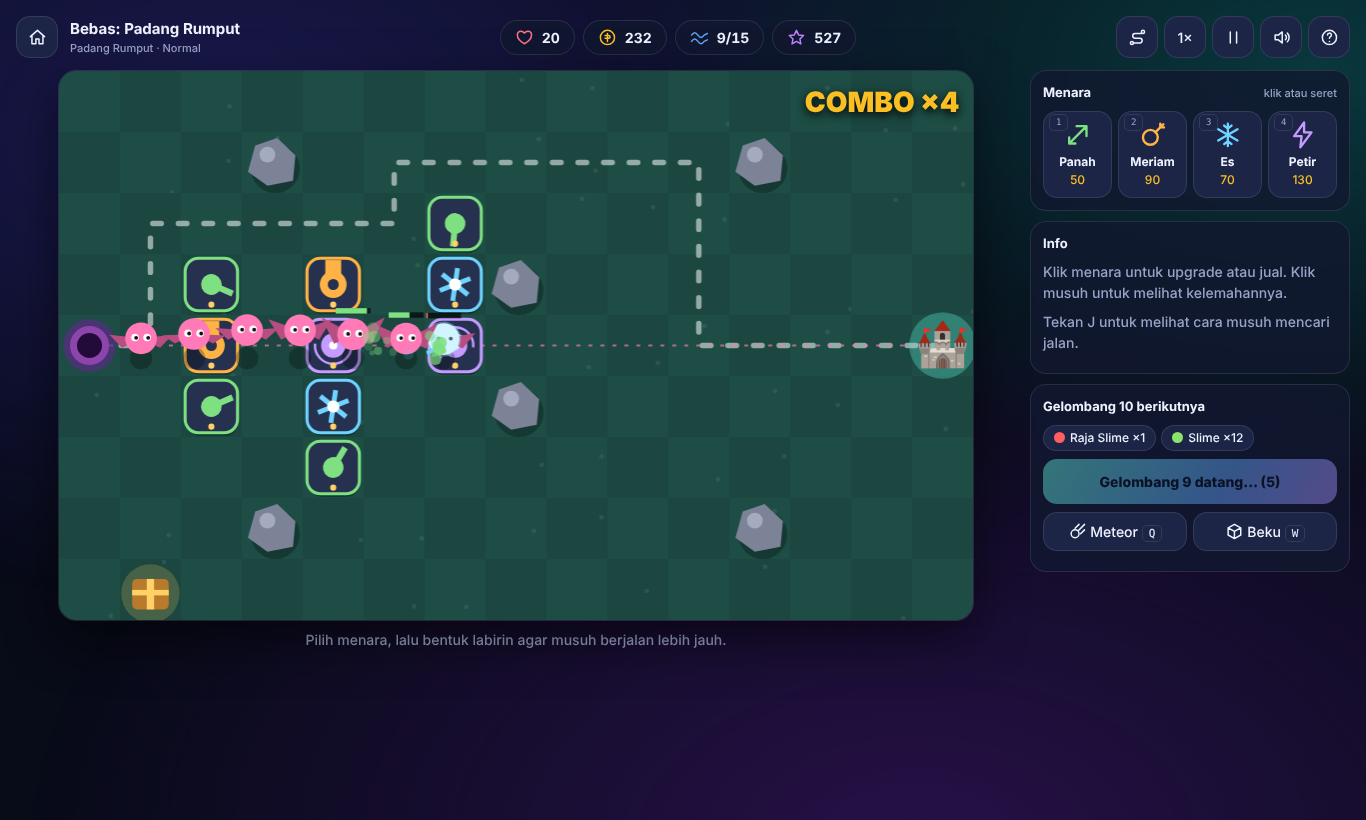 Bebas: Padang Rumput
Padang Rumput · Normal
20
232
9/15
527
1×
COMBO ×4
Menara
klik atau seret
1
Panah
50
2
Meriam
90
3
Es
70
4
Petir
130
Info
Klik menara untuk upgrade atau jual. Klik
musuh untuk melihat kelemahannya.
Tekan J untuk melihat cara musuh mencari
jalan.
Gelombang 10 berikutnya
Raja Slime ×1
Slime ×12
Gelombang 9 datang... (5)
Meteor Q
Beku W
Pilih menara, lalu bentuk labirin agar musuh berjalan lebih jauh.